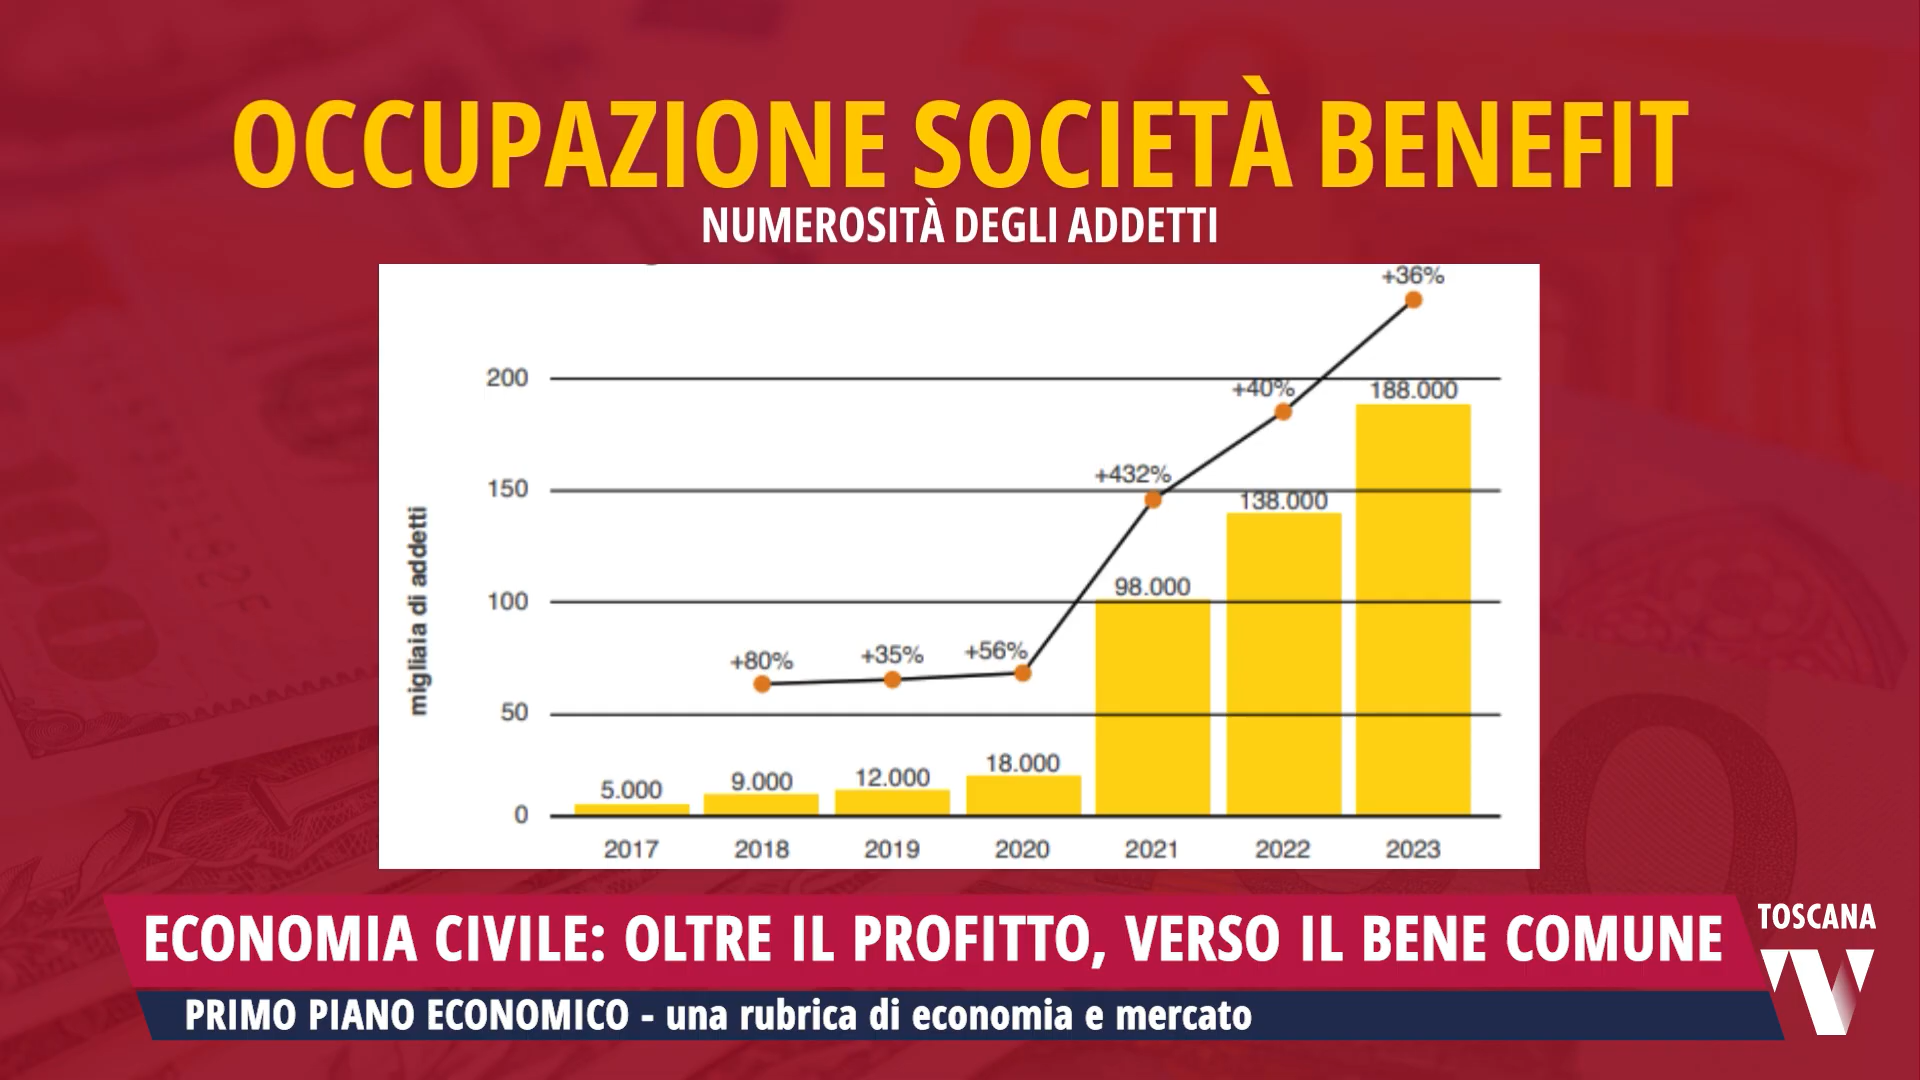 OCCUPAZIONE SOCIETÀ BENEFIT
NUMEROSITÀ DEGLI ADDETTI
+36%
200
+40%
188.000
+432%
150
138.000
98.000
100
+80%
+35%
+56%
50
5.000
9.000
12.000
18.000
0
migliaia di addetti
2017 2018 2019 2020 2021 2022 2023
ECONOMIA CIVILE: OLTRE IL PROFITTO, VERSO IL BENE COMUNE
TOSCANA
TV
PRIMO PIANO ECONOMICO - una rubrica di economia e mercato